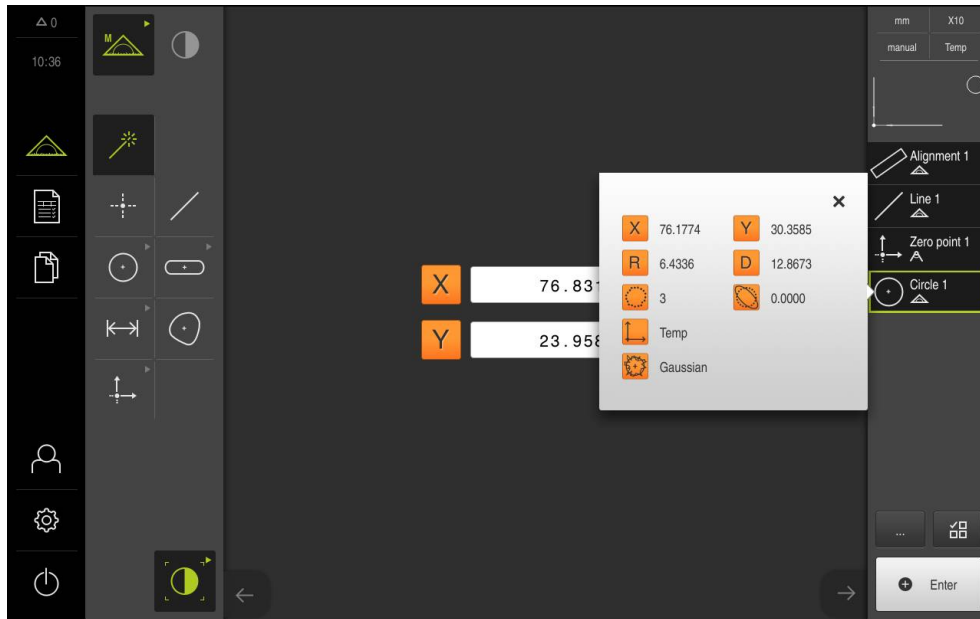 0
10:36
M
mm X10
manual Temp
Alignment 1
Line 1
Zero point 1
Circle 1
X 76.1774 Y 30.3585
R 6.4336 D 12.8673
3 0.0000
Temp
Gaussian
X 76.831
Y 23.958
...
Enter